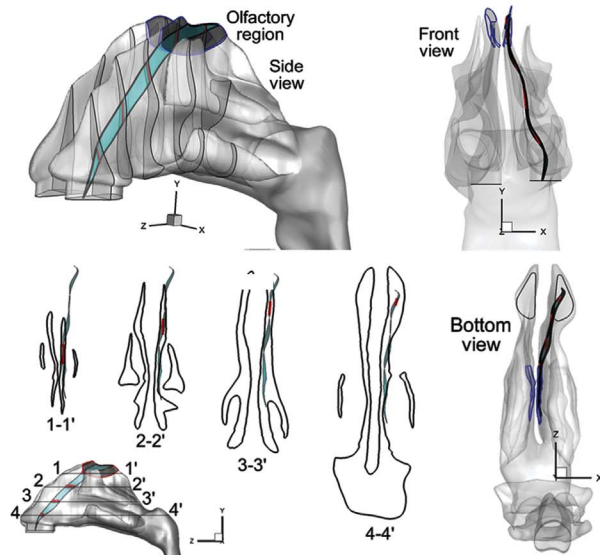 Olfactory
region
Side
view
Y
Z
X
Front
view
Y
Z
X
1-1'
2-2'
3-3'
4-4'
Bottom
view
Z
Y
X
1
1'
2
2'
3
3'
4
4'
Y
Z